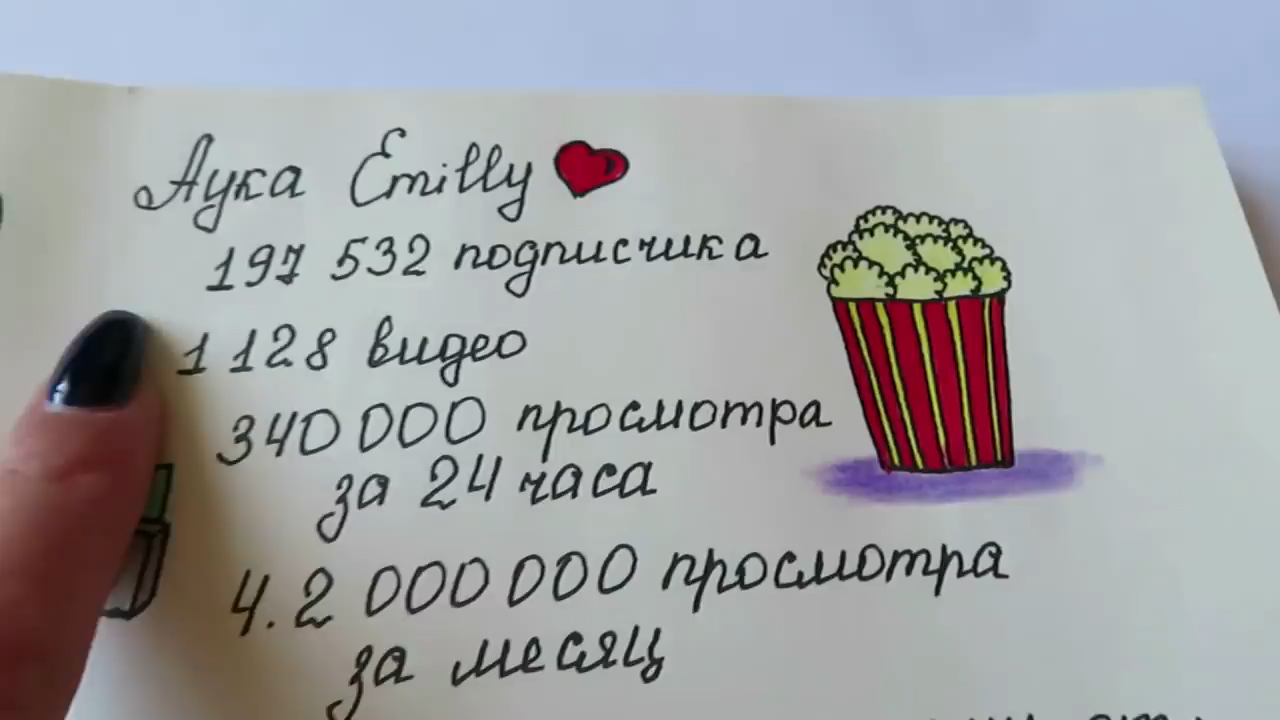 Аука Emilly
197 532 подписчика
1 128 видео
340 000 просмотра
за 24 часа
4.2 000 000 просмотра
за месяц